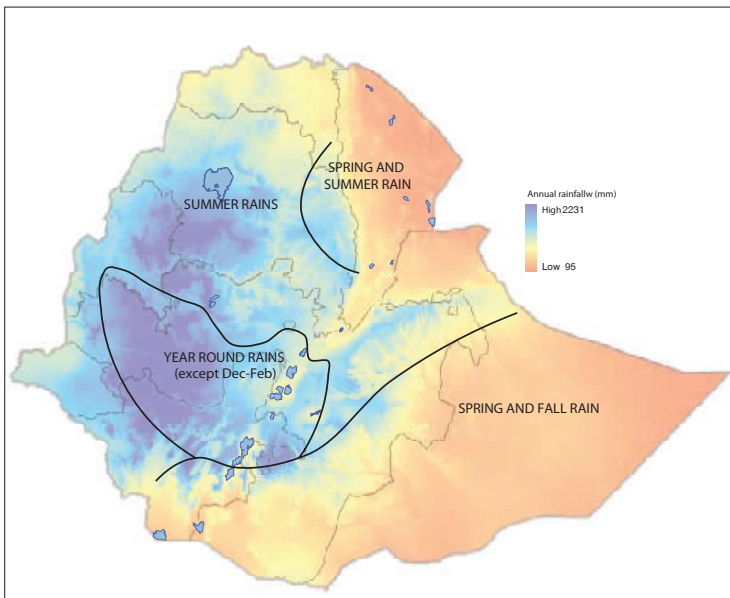 SPRING AND
SUMMER RAIN
SUMMER RAINS
Annual rainfallw (mm)
High 2231
Low 95
YEAR ROUND RAINS
(except Dec-Feb)
SPRING AND FALL RAIN